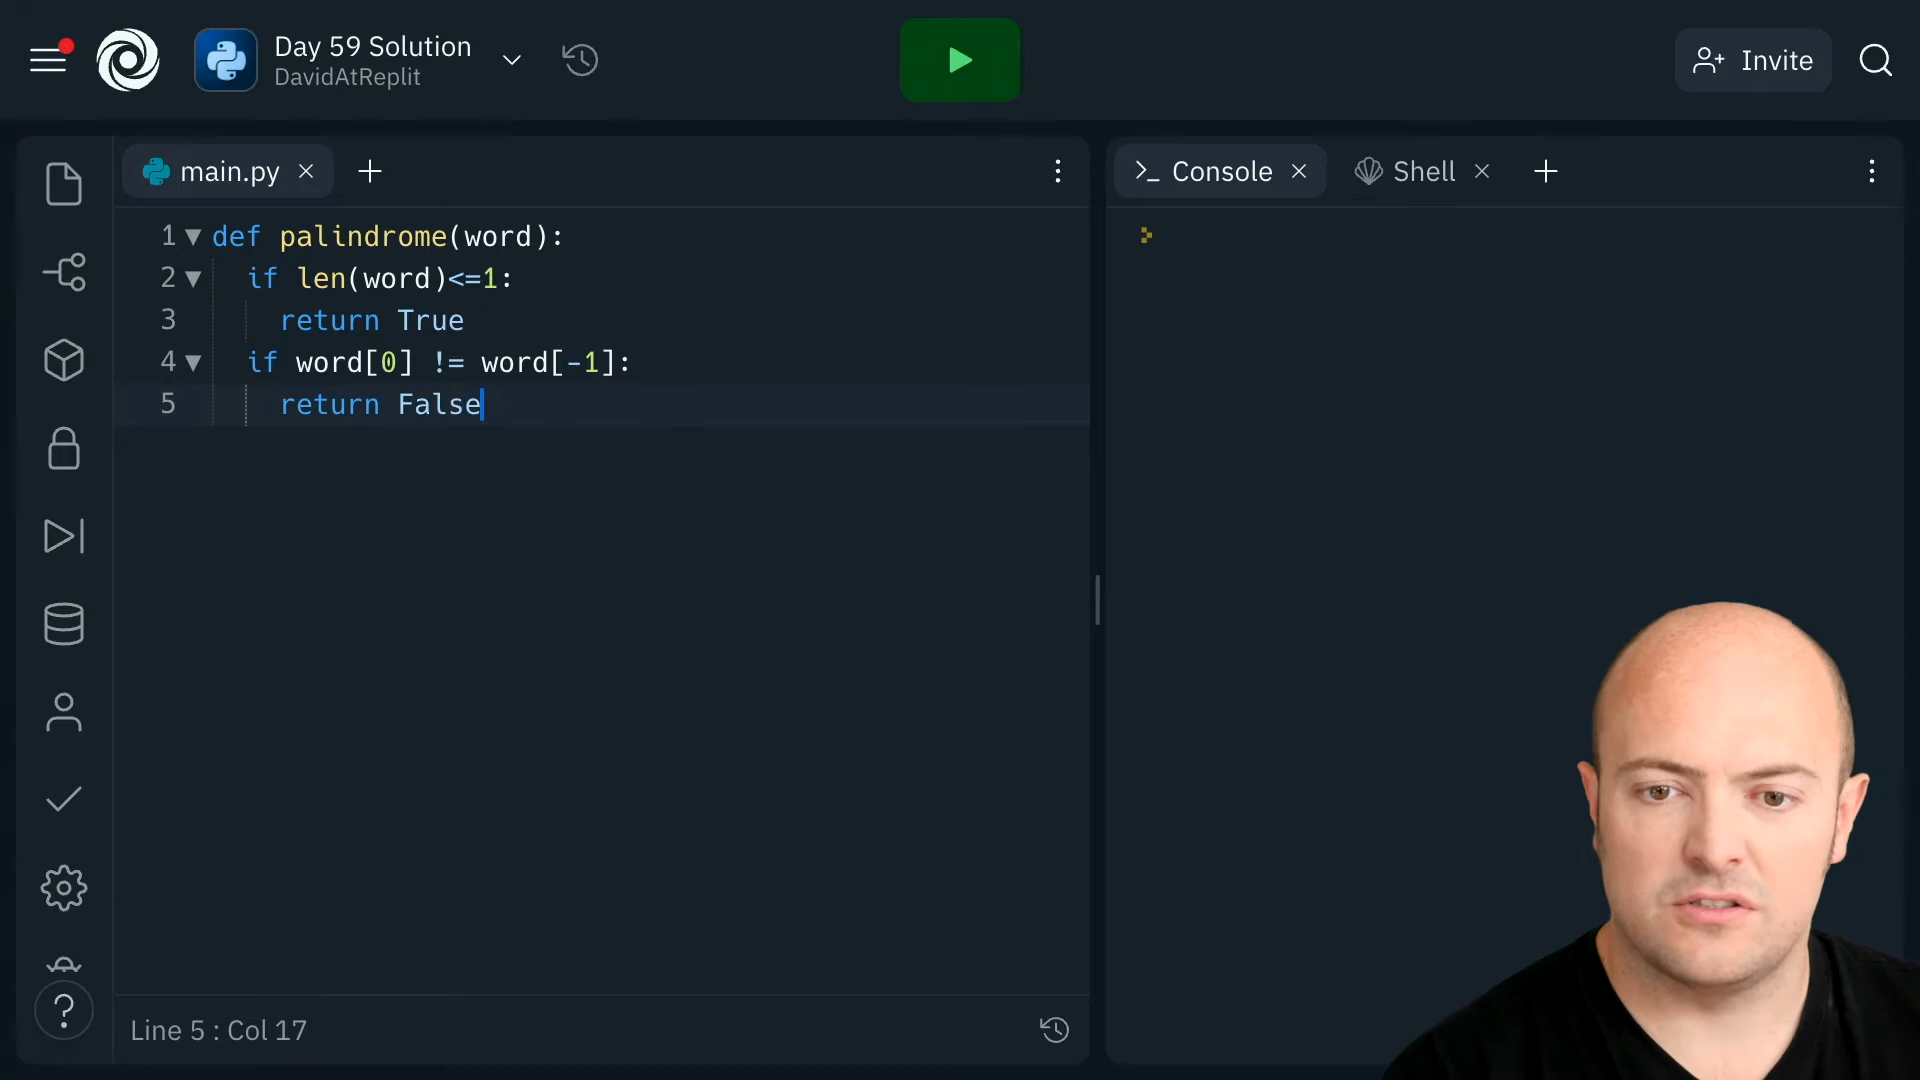 Day 59 Solution
DavidAtReplit
Invite
main.py
Console
Shell
1 def palindrome(word):
2 if len(word)<=1:
3 return True
4 if word[0] != word[-1]:
5 return False
Line 5 : Col 17